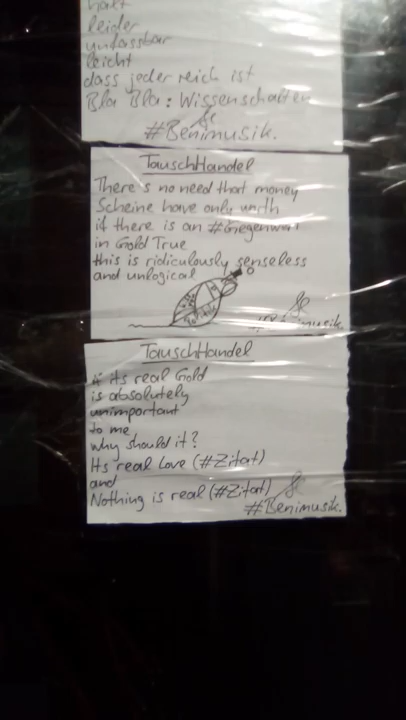 halt
leider
unfassbar
leicht
dass jeder reich ist
Bla Bla: Wissenschaften
#Benimusik.
TauschHandel
There's no need that money
Scheine have only worth
if there is an #Gegenwert
in Gold True
this is ridiculously senseless
and unlogical
musik.
TauschHandel
if its real Gold
is absolutely
unimportant
to me
why should it?
Its real Love (#Zitat)
and
Nothing is real (#Zitat)
#Benimusik.